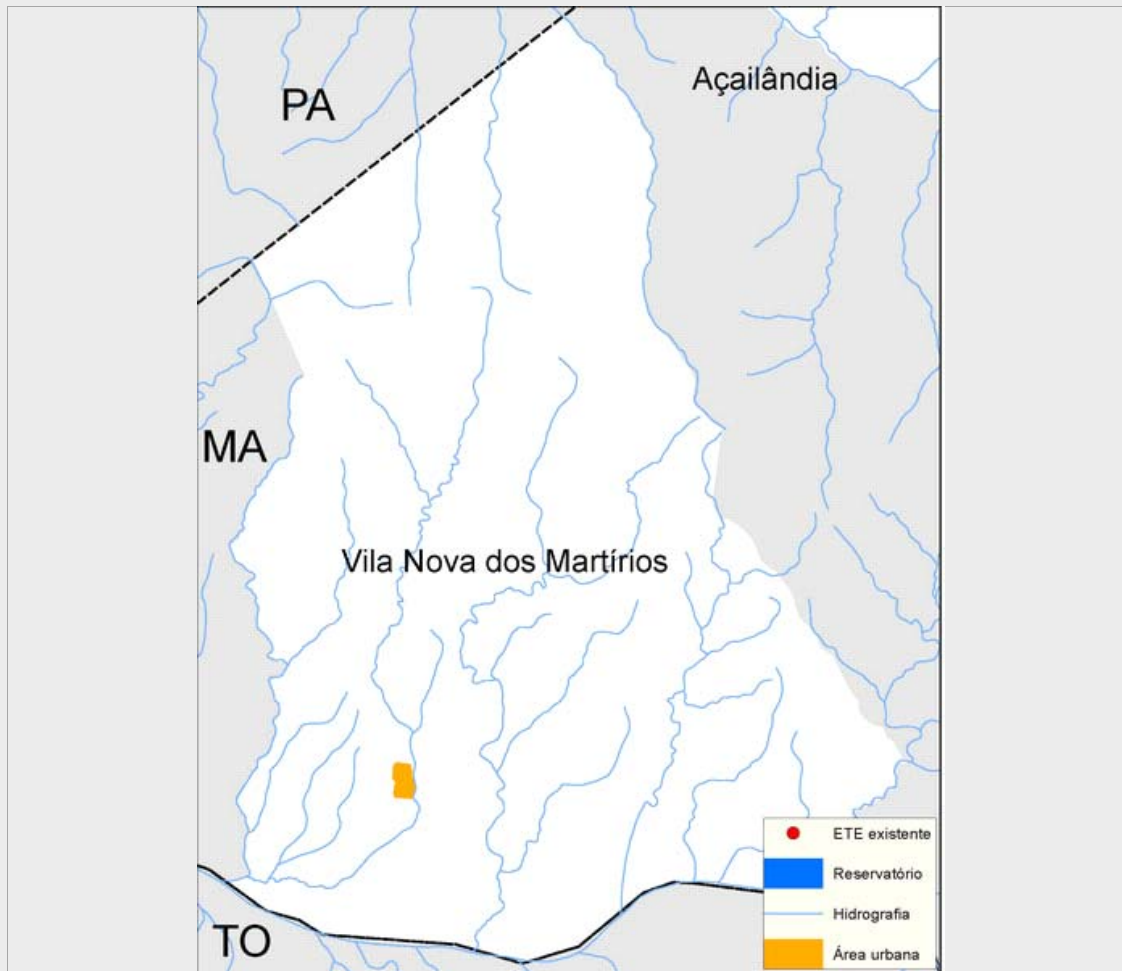 Açailândia
PA
MA
Vila Nova dos Martírios
TO
ETE existente
Reservatório
Hidrografia
Área urbana